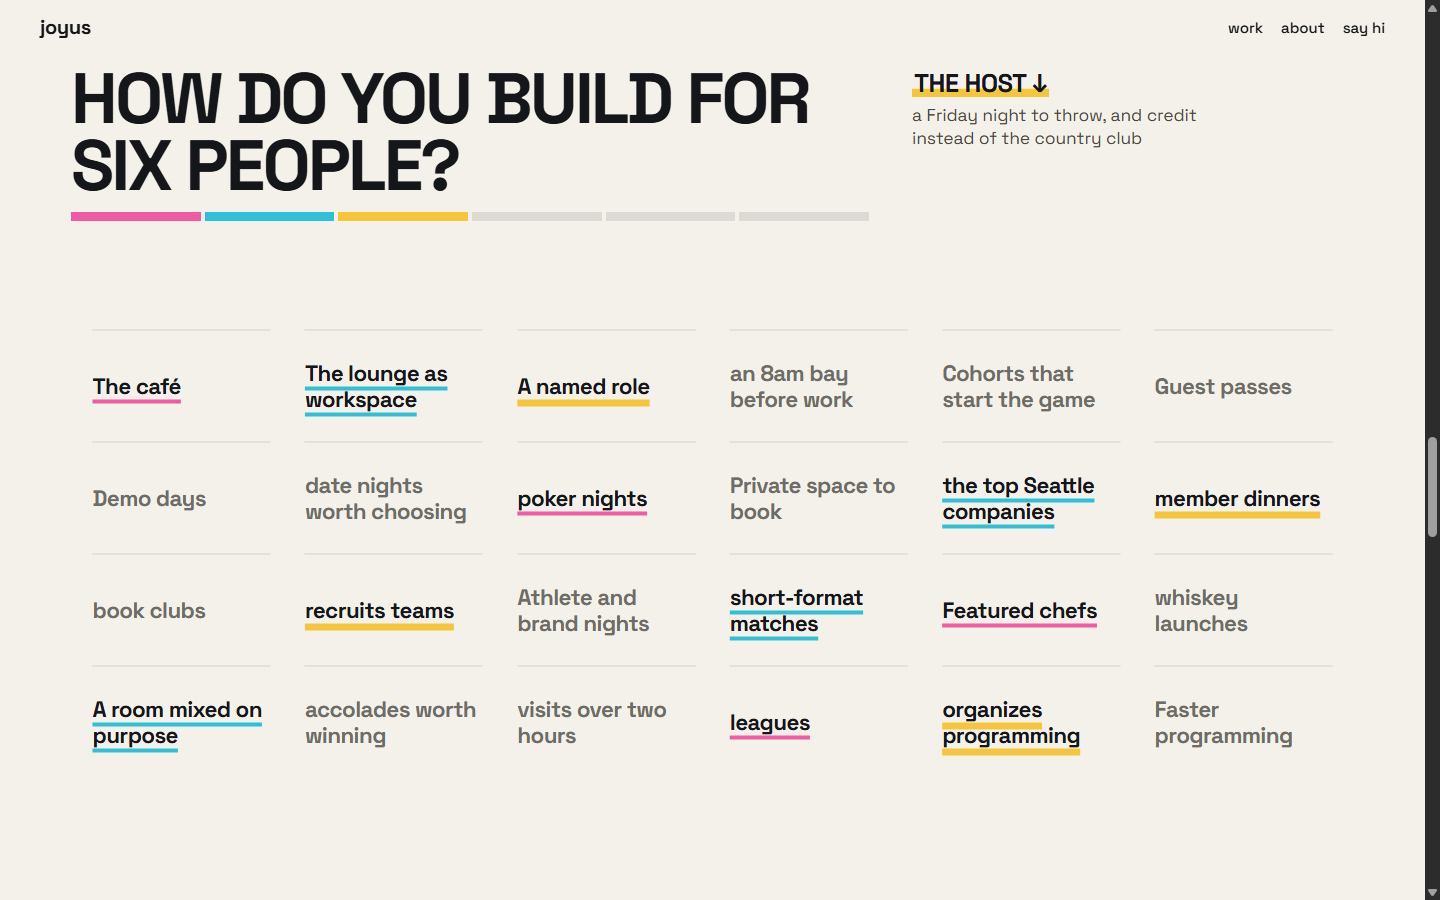 joyus
work about say hi
HOW DO YOU BUILD FOR
SIX PEOPLE?
THE HOST ↓
a Friday night to throw, and credit
instead of the country club
The café
The lounge as
workspace
A named role
an 8am bay
before work
Cohorts that
start the game
Guest passes
Demo days
date nights
worth choosing
poker nights
Private space to
book
the top Seattle
companies
member dinners
book clubs
recruits teams
Athlete and
brand nights
short-format
matches
Featured chefs
whiskey
launches
A room mixed on
purpose
accolades worth
winning
visits over two
hours
leagues
organizes
programming
Faster
programming